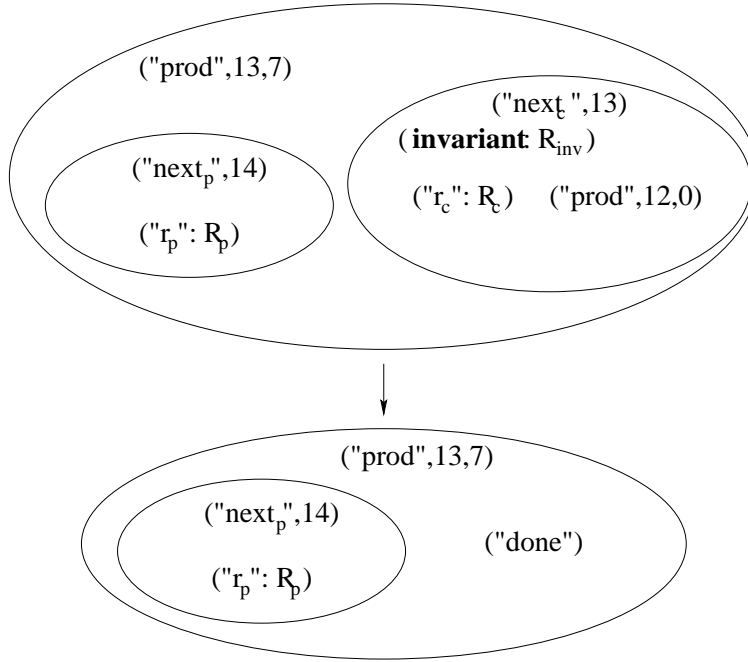 ("prod",13,7)
("next_c",13)
(invariant: R_inv)
("next_p",14)
("r_c": R_c) ("prod",12,0)
("r_p": R_p)
("prod",13,7)
("next_p",14)
("done")
("r_p": R_p)